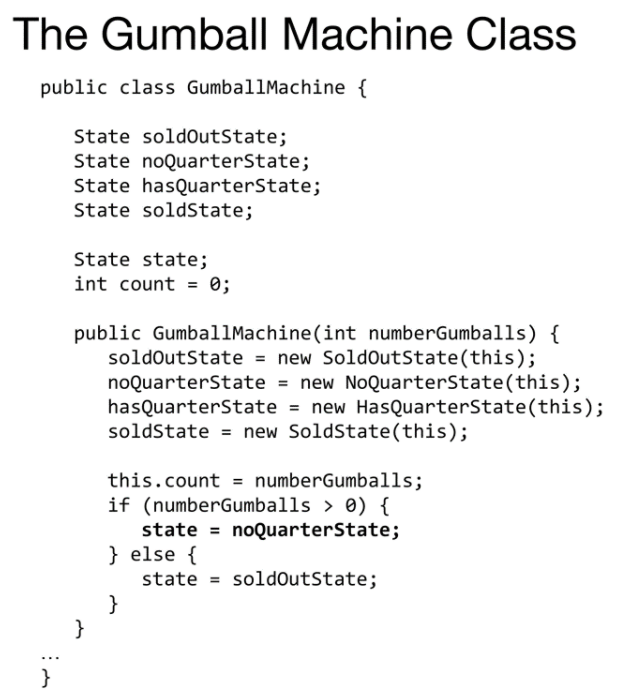 The Gumball Machine Class
public class GumballMachine {
State soldOutState;
State noQuarterState;
State hasQuarterState;
State soldState;
State state;
int count = 0;
public GumballMachine(int numberGumballs) {
soldOutState = new SoldOutState(this);
noQuarterState = new NoQuarterState(this);
hasQuarterState = new HasQuarterState(this);
soldState = new SoldState(this);
this.count = numberGumballs;
if (numberGumballs > 0) {
state = noQuarterState;
} else {
state = soldOutState;
}
}
...
}